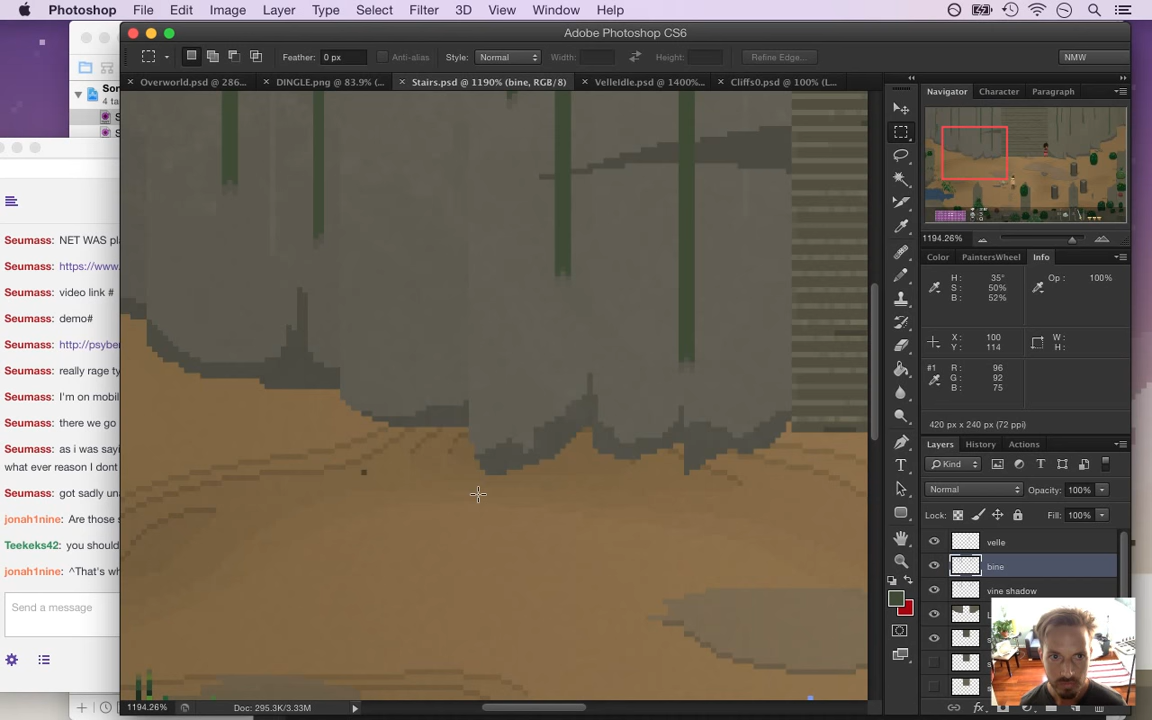 Photoshop File Edit Image Layer Type Select Filter 3D View Window Help
Adobe Photoshop CS6
Feather: 0 px Anti-alias Style: Normal Width: Height: Refine Edge... NMW
Overworld.psd @ 286... DINGLE.png @ 83.9% (... Stairs.psd @ 1190% (bine, RGB/8) VelleIdle.psd @ 1400%... Cliffs0.psd @ 100% (L...
Sor
4 ta
S
S
Seumass: NET WAS pl
Seumass: https://www.
Seumass: video link #
Seumass: demo#
Seumass: http://psyber
Seumass: really rage ty
Seumass: I'm on mobil
Seumass: there we go
Seumass: as i was sayi
what ever reason I dont
Seumass: got sadly un
jonah1nine: Are those s
Teekeks42: you should
jonah1nine: ^That's wh
Send a message
1194.26% Doc: 295.3K/3.33M
Navigator Character Paragraph
1194.26%
Color PaintersWheel Info
H: 35° Op: 100%
S: 50%
B: 52%
X: 100 W:
Y: 114 H:
#1 R: 96
G: 92
B: 75
420 px x 240 px (72 ppi)
Layers History Actions
Kind
Normal Opacity: 100%
Lock: Fill: 100%
velle
bine
vine shadow
L
s
s
s
fx